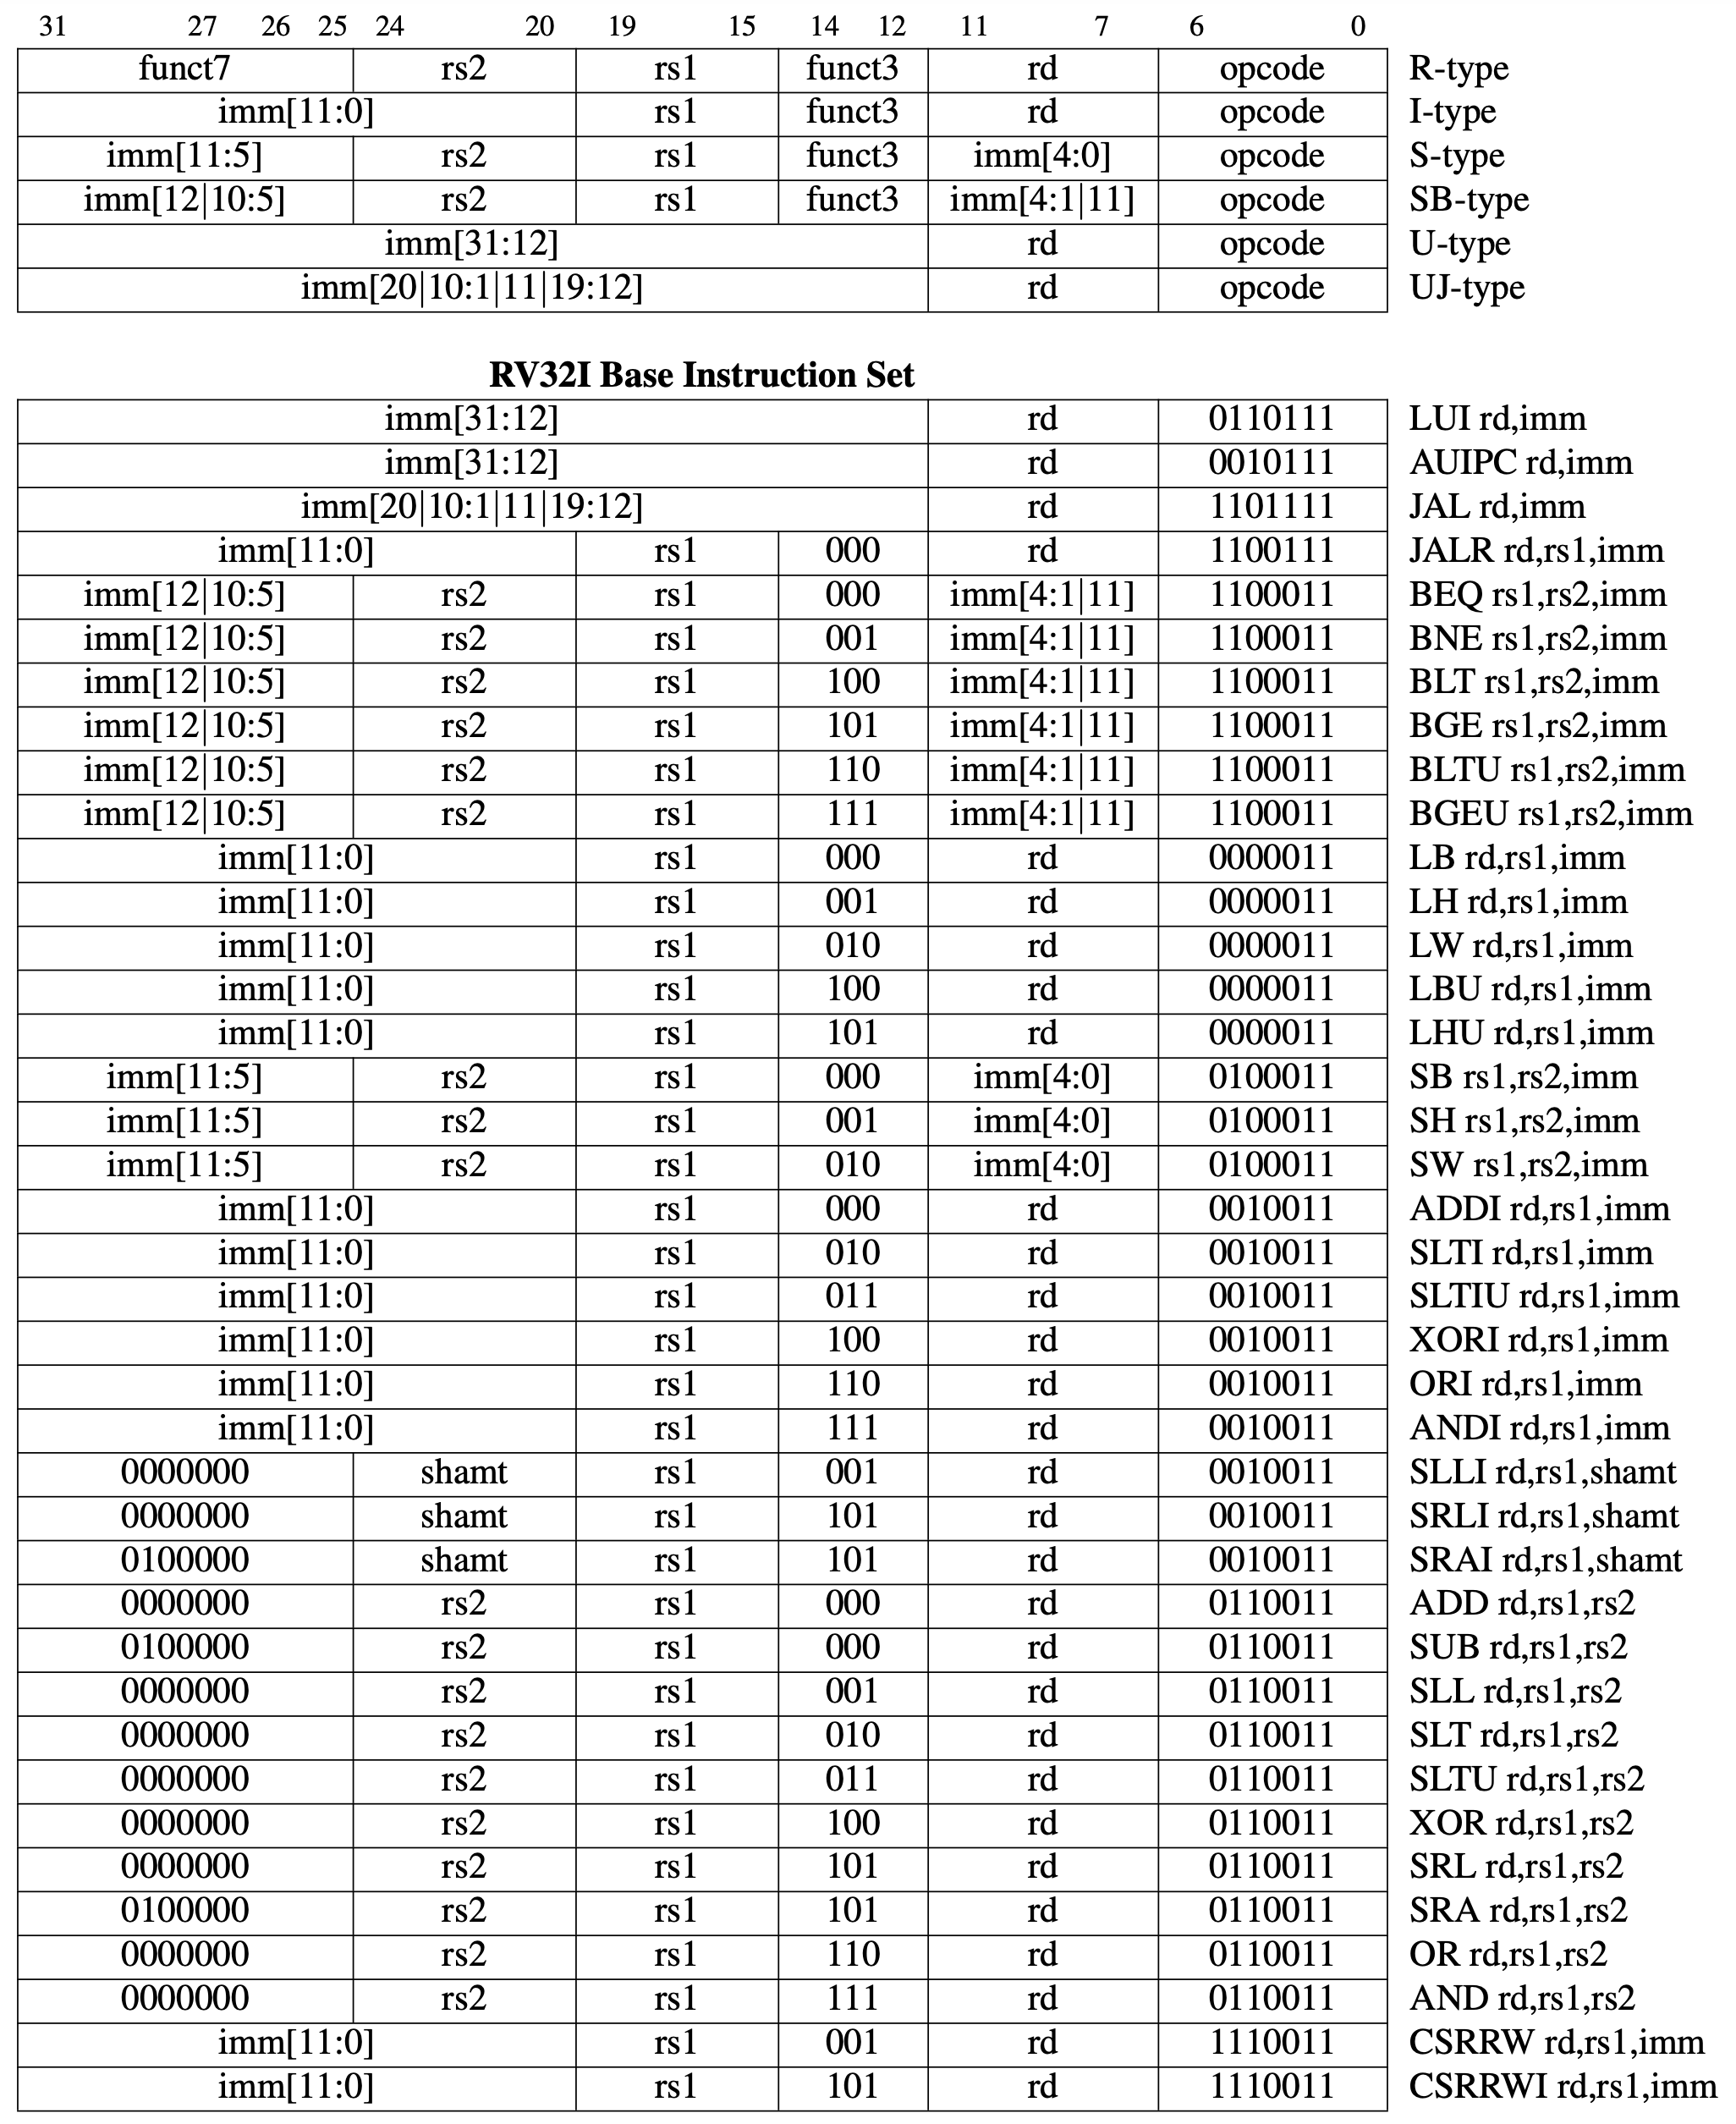 31 27 26 25 24 20 19 15 14 12 11 7 6 0
funct7 rs2 rs1 funct3 rd opcode R-type
imm[11:0] rs1 funct3 rd opcode I-type
imm[11:5] rs2 rs1 funct3 imm[4:0] opcode S-type
imm[12|10:5] rs2 rs1 funct3 imm[4:1|11] opcode SB-type
imm[31:12] rd opcode U-type
imm[20|10:1|11|19:12] rd opcode UJ-type
RV32I Base Instruction Set
imm[31:12] rd 0110111 LUI rd,imm
imm[31:12] rd 0010111 AUIPC rd,imm
imm[20|10:1|11|19:12] rd 1101111 JAL rd,imm
imm[11:0] rs1 000 rd 1100111 JALR rd,rs1,imm
imm[12|10:5] rs2 rs1 000 imm[4:1|11] 1100011 BEQ rs1,rs2,imm
imm[12|10:5] rs2 rs1 001 imm[4:1|11] 1100011 BNE rs1,rs2,imm
imm[12|10:5] rs2 rs1 100 imm[4:1|11] 1100011 BLT rs1,rs2,imm
imm[12|10:5] rs2 rs1 101 imm[4:1|11] 1100011 BGE rs1,rs2,imm
imm[12|10:5] rs2 rs1 110 imm[4:1|11] 1100011 BLTU rs1,rs2,imm
imm[12|10:5] rs2 rs1 111 imm[4:1|11] 1100011 BGEU rs1,rs2,imm
imm[11:0] rs1 000 rd 0000011 LB rd,rs1,imm
imm[11:0] rs1 001 rd 0000011 LH rd,rs1,imm
imm[11:0] rs1 010 rd 0000011 LW rd,rs1,imm
imm[11:0] rs1 100 rd 0000011 LBU rd,rs1,imm
imm[11:0] rs1 101 rd 0000011 LHU rd,rs1,imm
imm[11:5] rs2 rs1 000 imm[4:0] 0100011 SB rs1,rs2,imm
imm[11:5] rs2 rs1 001 imm[4:0] 0100011 SH rs1,rs2,imm
imm[11:5] rs2 rs1 010 imm[4:0] 0100011 SW rs1,rs2,imm
imm[11:0] rs1 000 rd 0010011 ADDI rd,rs1,imm
imm[11:0] rs1 010 rd 0010011 SLTI rd,rs1,imm
imm[11:0] rs1 011 rd 0010011 SLTIU rd,rs1,imm
imm[11:0] rs1 100 rd 0010011 XORI rd,rs1,imm
imm[11:0] rs1 110 rd 0010011 ORI rd,rs1,imm
imm[11:0] rs1 111 rd 0010011 ANDI rd,rs1,imm
0000000 shamt rs1 001 rd 0010011 SLLI rd,rs1,shamt
0000000 shamt rs1 101 rd 0010011 SRLI rd,rs1,shamt
0100000 shamt rs1 101 rd 0010011 SRAI rd,rs1,shamt
0000000 rs2 rs1 000 rd 0110011 ADD rd,rs1,rs2
0100000 rs2 rs1 000 rd 0110011 SUB rd,rs1,rs2
0000000 rs2 rs1 001 rd 0110011 SLL rd,rs1,rs2
0000000 rs2 rs1 010 rd 0110011 SLT rd,rs1,rs2
0000000 rs2 rs1 011 rd 0110011 SLTU rd,rs1,rs2
0000000 rs2 rs1 100 rd 0110011 XOR rd,rs1,rs2
0000000 rs2 rs1 101 rd 0110011 SRL rd,rs1,rs2
0100000 rs2 rs1 101 rd 0110011 SRA rd,rs1,rs2
0000000 rs2 rs1 110 rd 0110011 OR rd,rs1,rs2
0000000 rs2 rs1 111 rd 0110011 AND rd,rs1,rs2
imm[11:0] rs1 001 rd 1110011 CSRRW rd,rs1,imm
imm[11:0] rs1 101 rd 1110011 CSRRWI rd,rs1,imm